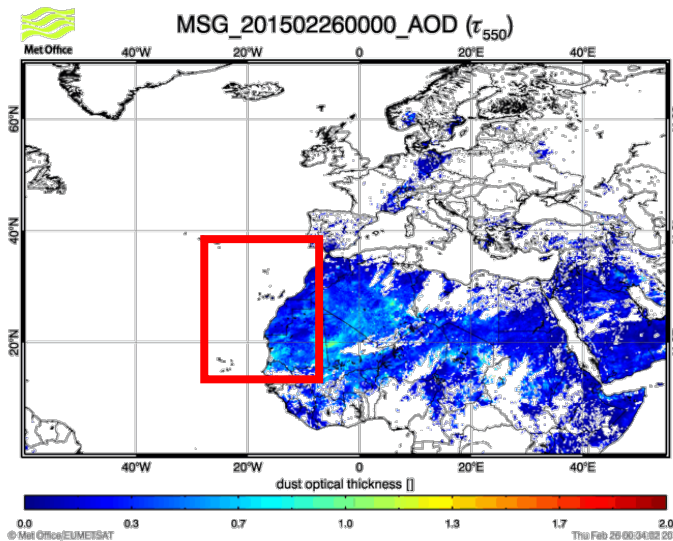 Met Office
MSG_201502260000_AOD (τ550)
40°W 20°W 0° 20°E 40°E
60°N
40°N
20°N
40°W 20°W 0° 20°E 40°E
dust optical thickness []
0.0 0.3 0.7 1.0 1.3 1.7 2.0
© Met Office/EUMETSAT Thu Feb 26 00:34:02 20